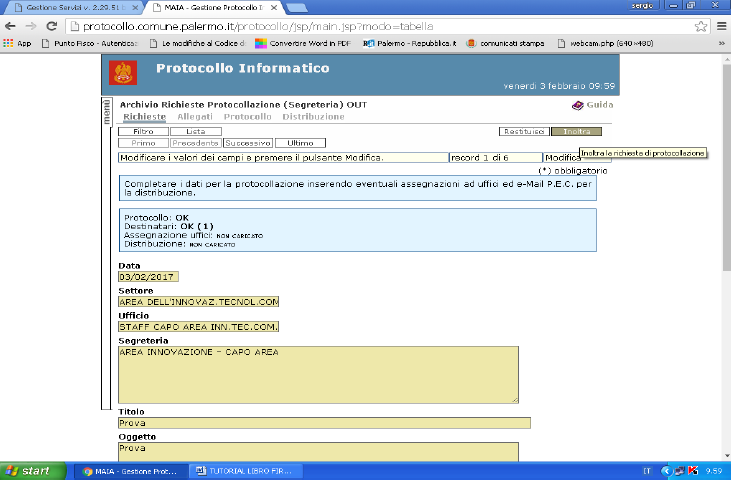 Gestione Servizi v. 2.29.51 b
MAIA - Gestione Protocollo I
sergio
protocollo.comune.palermo.it/protocollo/jsp/main.jsp?modo=tabella
App
Punto Fisco - Autenticaz
Le modifiche al Codice d
Convertire Word in PDF
Palermo - Repubblica.it
comunicati stampa
webcam.php (640×480)
»
Protocollo Informatico
venerdì 3 febbraio 09:59
menù
Archivio Richieste Protocollazione (Segreteria) OUT
Guida
Richieste Allegati Protocollo Distribuzione
Filtro Lista Restituisci Inoltra
Primo Precedente Successivo Ultimo
Inoltra la richiesta di protocollazione
Modificare i valori dei campi e premere il pulsante Modifica. record 1 di 6 Modifica
(*) obbligatorio
Completare i dati per la protocollazione inserendo eventuali assegnazioni ad uffici ed e-Mail P.E.C. per
la distribuzione.
Protocollo: OK
Destinatari: OK (1)
Assegnazione uffici: NON CARICATO
Distribuzione: NON CARICATO
Data
03/02/2017
Settore
AREA DELL'INNOVAZ.TECNOL.COM
Ufficio
STAFF CAPO AREA INN.TEC.COM.
Segreteria
AREA INNOVAZIONE - CAPO AREA
Titolo
Prova
Oggetto
Prova
start
MAIA - Gestione Prot...
TUTORIAL LIBRO FIR...
IT
9.59